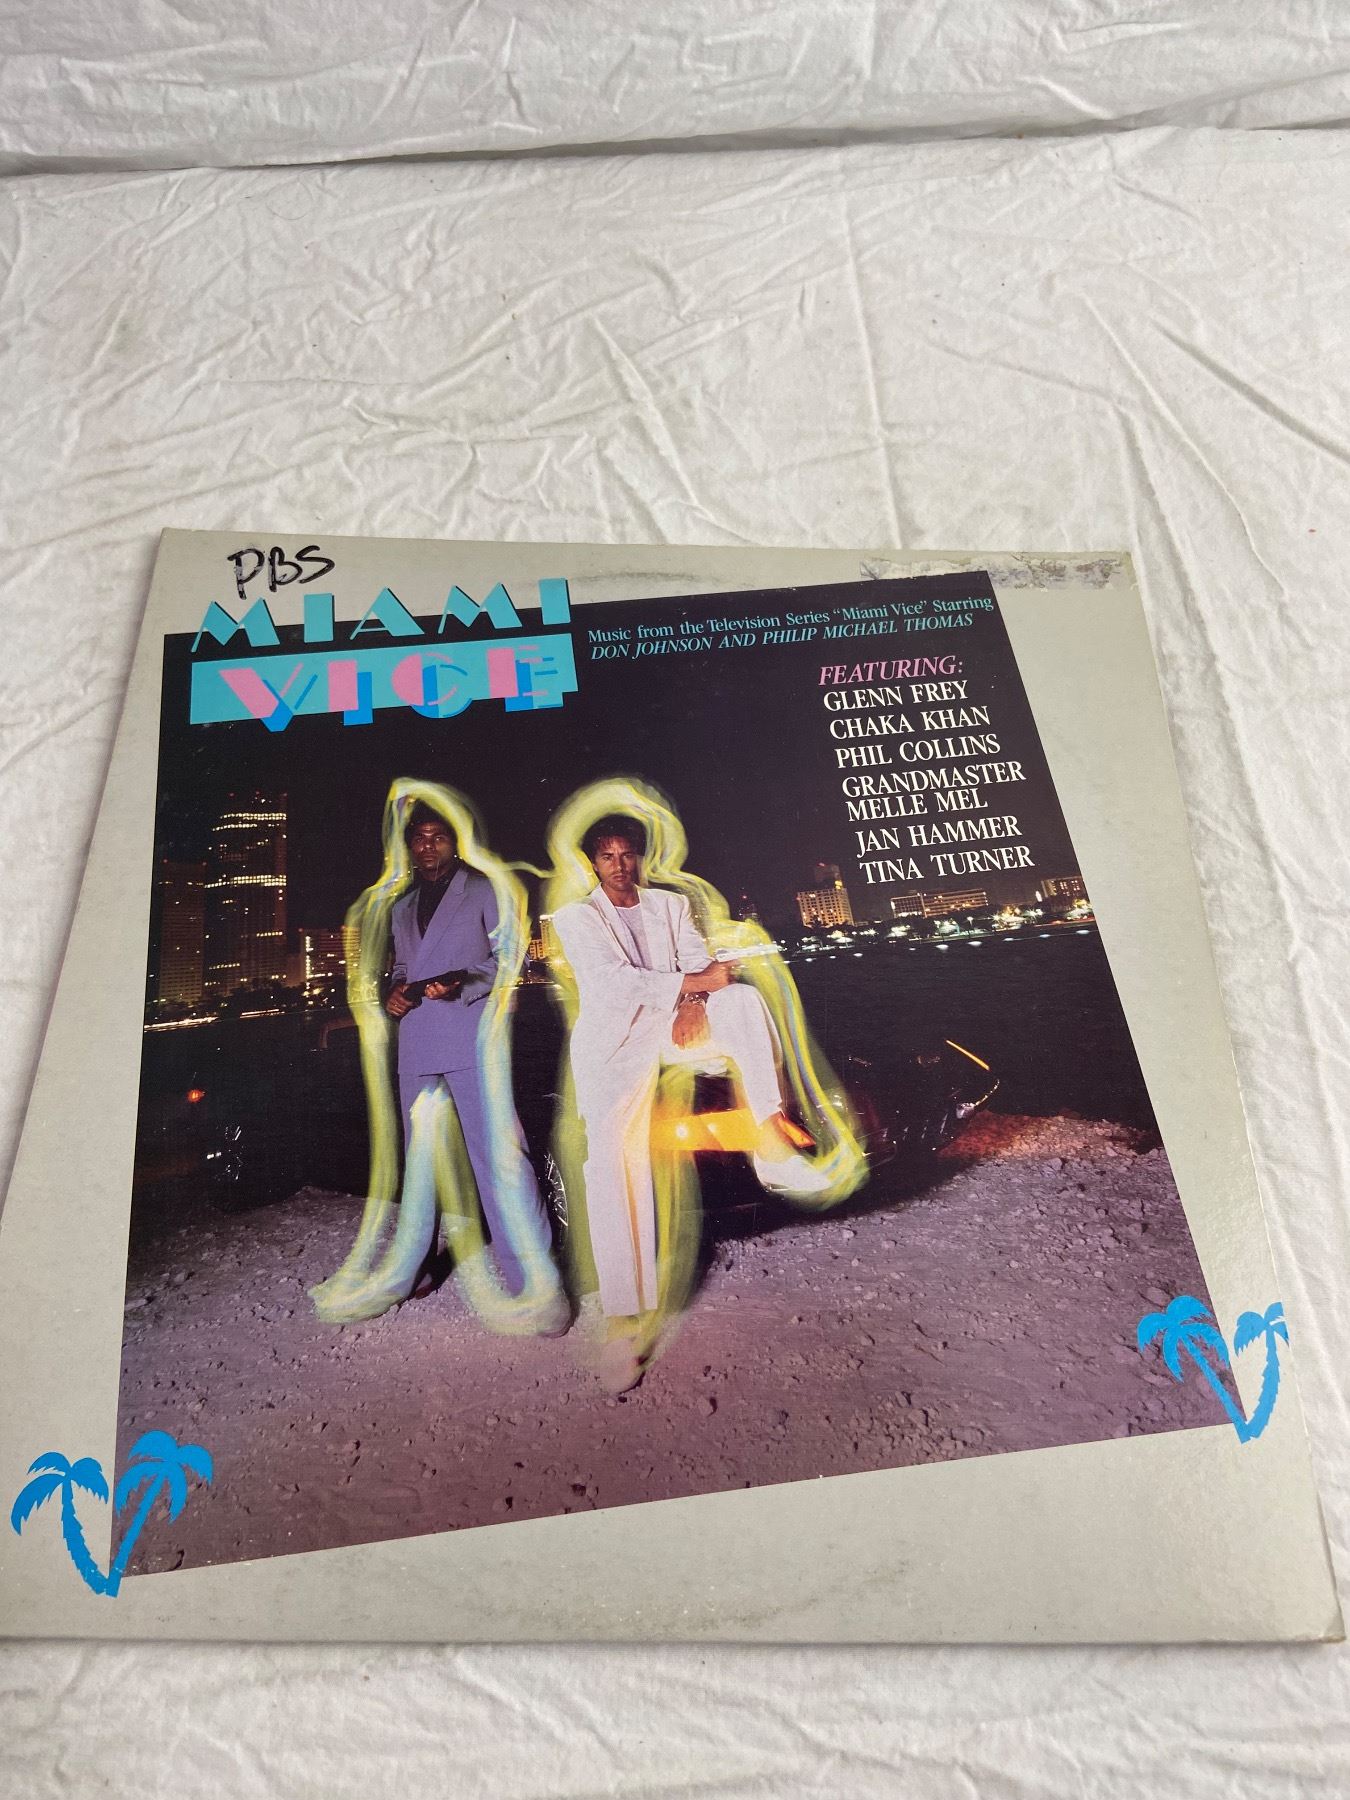 PBS
MIAMI
VICE
Music from the Television Series "Miami Vice" Starring
DON JOHNSON AND PHILIP MICHAEL THOMAS
FEATURING:
GLENN FREY
CHAKA KHAN
PHIL COLLINS
GRANDMASTER
MELLE MEL
JAN HAMMER
TINA TURNER